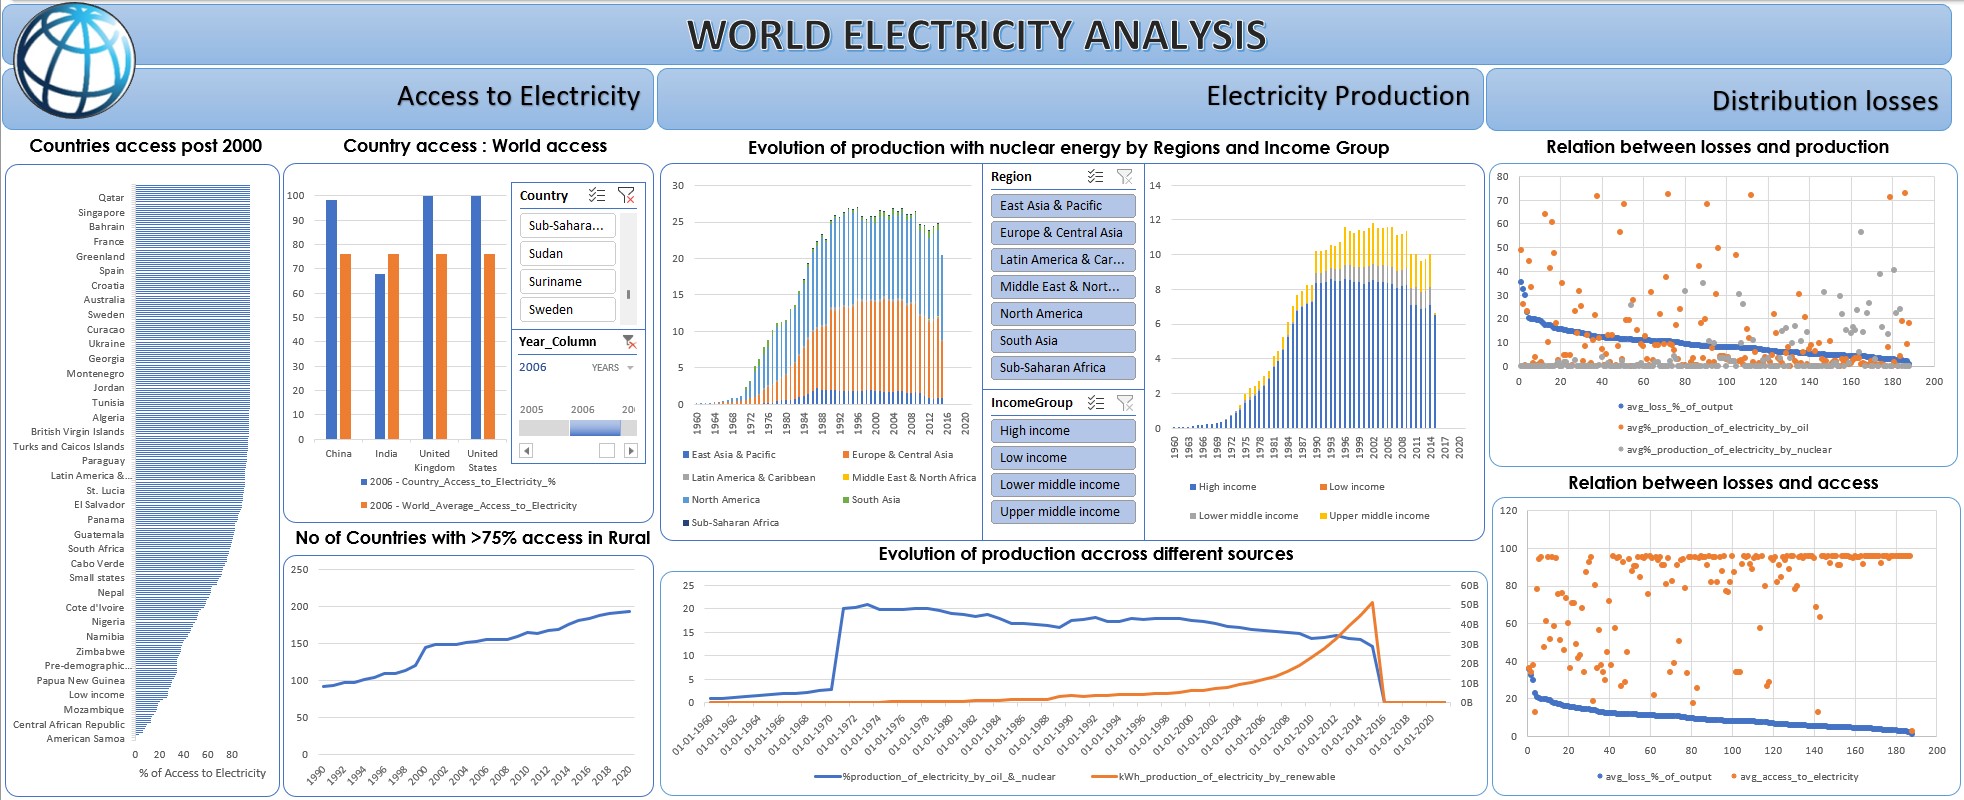 WORLD ELECTRICITY ANALYSIS
Access to Electricity
Electricity Production
Distribution losses
Countries access post 2000
Qatar
Singapore
Bahrain
France
Greenland
Spain
Croatia
Australia
Sweden
Curacao
Ukraine
Georgia
Montenegro
Jordan
Tunisia
Algeria
British Virgin Islands
Turks and Caicos Islands
Paraguay
Latin America &...
St. Lucia
El Salvador
Panama
Guatemala
South Africa
Cabo Verde
Small states
Nepal
Cote d'Ivoire
Nigeria
Namibia
Zimbabwe
Pre-demographic...
Papua New Guinea
Low income
Mozambique
Central African Republic
American Samoa
0 20 40 60 80
% of Access to Electricity
Country access : World access
100
90
80
70
60
50
40
30
20
10
0
China India United Kingdom United States
2006 - Country_Access_to_Electricity_%
2006 - World_Average_Access_to_Electricity
Country
Sub-Sahara...
Sudan
Suriname
Sweden
Year_Column
2006 YEARS
2005 2006 20
No of Countries with >75% access in Rural
250
200
150
100
50
0
1990 1992 1994 1996 1998 2000 2002 2004 2006 2008 2010 2012 2014 2016 2018 2020
Evolution of production with nuclear energy by Regions and Income Group
30
25
20
15
10
5
0
1960 1964 1968 1972 1976 1980 1984 1988 1992 1996 2000 2004 2008 2012 2016 2020
East Asia & Pacific Europe & Central Asia
Latin America & Caribbean Middle East & North Africa
North America South Asia
Sub-Saharan Africa
Region
East Asia & Pacific
Europe & Central Asia
Latin America & Car...
Middle East & Nort...
North America
South Asia
Sub-Saharan Africa
IncomeGroup
High income
Low income
Lower middle income
Upper middle income
14
12
10
8
6
4
2
0
1960 1963 1966 1969 1972 1975 1978 1981 1984 1987 1990 1993 1996 1999 2002 2005 2008 2011 2014 2017 2020
High income Low income
Lower middle income Upper middle income
Evolution of production accross different sources
25
20
15
10
5
0
60B
50B
40B
30B
20B
10B
0B
01-01-1960 01-01-1962 01-01-1964 01-01-1966 01-01-1968 01-01-1970 01-01-1972 01-01-1974 01-01-1976 01-01-1978 01-01-1980 01-01-1982 01-01-1984 01-01-1986 01-01-1988 01-01-1990 01-01-1992 01-01-1994 01-01-1996 01-01-1998 01-01-2000 01-01-2002 01-01-2004 01-01-2006 01-01-2008 01-01-2010 01-01-2012 01-01-2014 01-01-2016 01-01-2018 01-01-2020
%production_of_electricity_by_oil_&_nuclear kWh_production_of_electricity_by_renewable
Relation between losses and production
80
70
60
50
40
30
20
10
0
0 20 40 60 80 100 120 140 160 180 200
avg_loss_%_of_output
avg%_production_of_electricity_by_oil
avg%_production_of_electricity_by_nuclear
Relation between losses and access
120
100
80
60
40
20
0
0 20 40 60 80 100 120 140 160 180 200
avg_loss_%_of_output avg_access_to_electricity